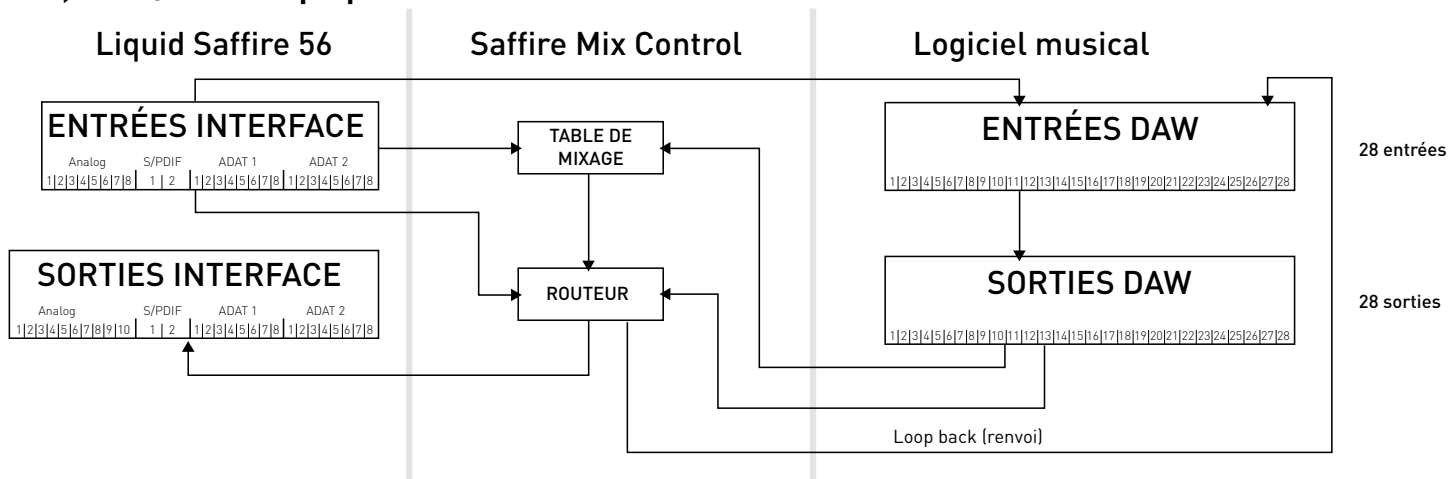 Liquid Saffire 56
Saffire Mix Control
Logiciel musical
ENTRÉES INTERFACE
Analog S/PDIF ADAT 1 ADAT 2
1|2|3|4|5|6|7|8 1 | 2 1|2|3|4|5|6|7|8 1|2|3|4|5|6|7|8
TABLE DE
MIXAGE
ENTRÉES DAW
1|2|3|4|5|6|7|8|9|10|11|12|13|14|15|16|17|18|19|20|21|22|23|24|25|26|27|28
28 entrées
SORTIES INTERFACE
Analog S/PDIF ADAT 1 ADAT 2
1|2|3|4|5|6|7|8|9|10 1 | 2 1|2|3|4|5|6|7|8 1|2|3|4|5|6|7|8
ROUTEUR
SORTIES DAW
1|2|3|4|5|6|7|8|9|10|11|12|13|14|15|16|17|18|19|20|21|22|23|24|25|26|27|28
28 sorties
Loop back (renvoi)